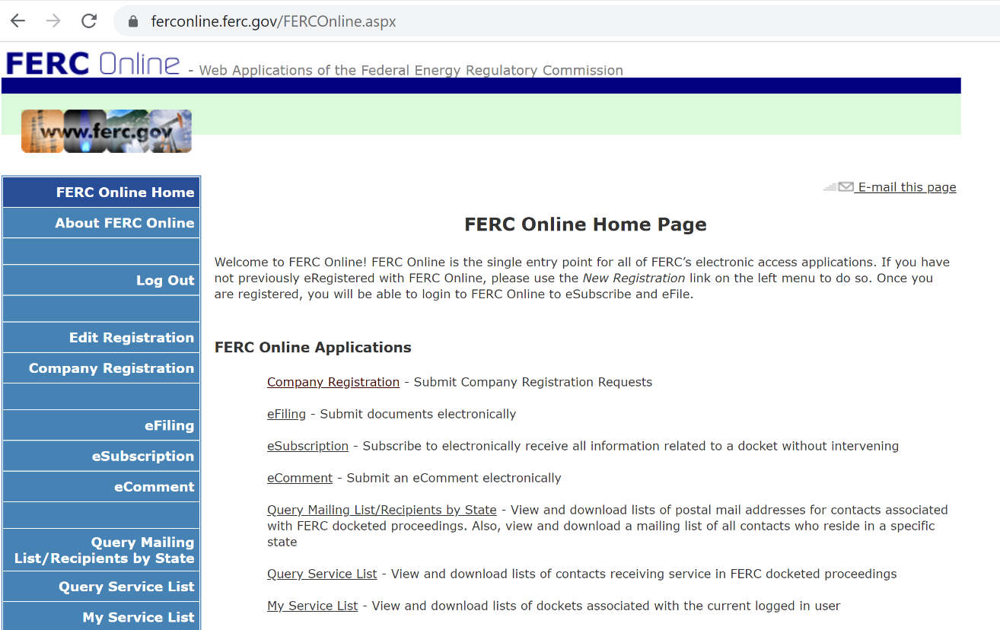 ferconline.ferc.gov/FERCOnline.aspx
FERC Online - Web Applications of the Federal Energy Regulatory Commission
www.ferc.gov
FERC Online Home
About FERC Online
Log Out
Edit Registration
Company Registration
eFiling
eSubscription
eComment
Query Mailing
List/Recipients by State
Query Service List
My Service List
E-mail this page
FERC Online Home Page
Welcome to FERC Online! FERC Online is the single entry point for all of FERC’s electronic access applications. If you have
not previously eRegistered with FERC Online, please use the New Registration link on the left menu to do so. Once you
are registered, you will be able to login to FERC Online to eSubscribe and eFile.
FERC Online Applications
Company Registration - Submit Company Registration Requests
eFiling - Submit documents electronically
eSubscription - Subscribe to electronically receive all information related to a docket without intervening
eComment - Submit an eComment electronically
Query Mailing List/Recipients by State - View and download lists of postal mail addresses for contacts associated
with FERC docketed proceedings. Also, view and download a mailing list of all contacts who reside in a specific
state
Query Service List - View and download lists of contacts receiving service in FERC docketed proceedings
My Service List - View and download lists of dockets associated with the current logged in user